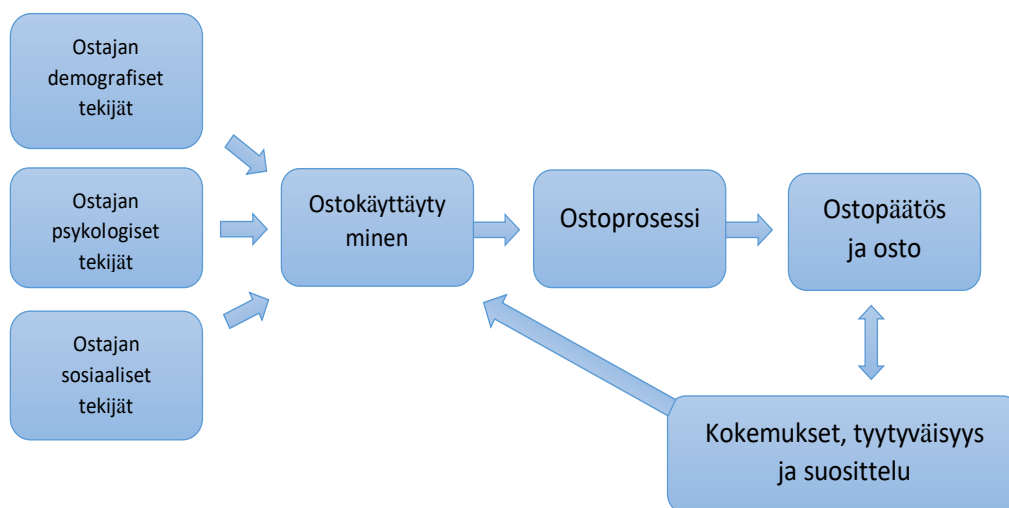 Ostajan
demografiset
tekijät
Ostajan
psykologiset
tekijät
Ostajan
sosiaaliset
tekijät
Ostokäyttäyty
minen
Ostoprosessi
Ostopäätös
ja osto
Kokemukset, tyytyväisyys
ja suosittelu